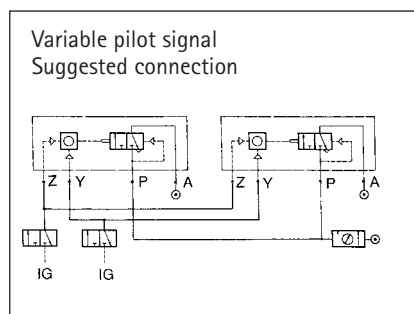 Variable pilot signal
Suggested connection
Z Y P A Z Y P A
IG IG